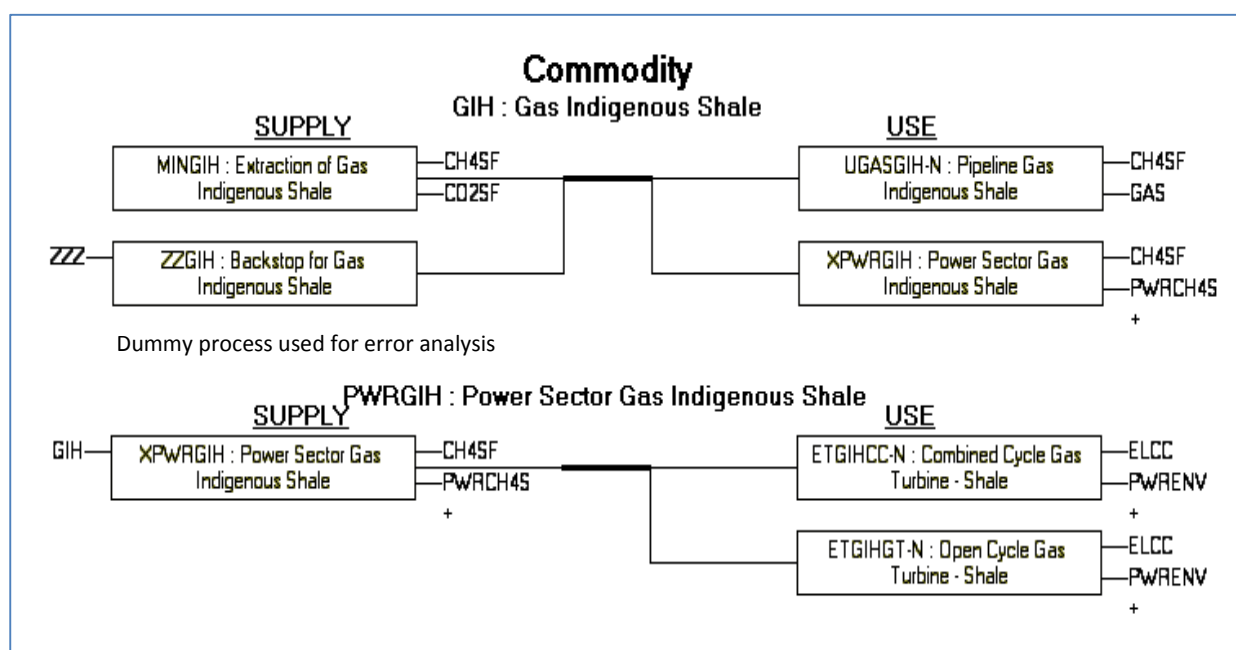 Commodity
GIH : Gas Indigenous Shale
SUPPLY
USE
MINGIH : Extraction of Gas
Indigenous Shale
CH4SF
CO2SF
UGASGIH-N : Pipeline Gas
Indigenous Shale
CH4SF
GAS
ZZZ
ZZGIH : Backstop for Gas
Indigenous Shale
XPWRGIH : Power Sector Gas
Indigenous Shale
CH4SF
PWRCH4S
+
Dummy process used for error analysis
PWRGIH : Power Sector Gas Indigenous Shale
SUPPLY
USE
GIH
XPWRGIH : Power Sector Gas
Indigenous Shale
CH4SF
PWRCH4S
+
ETGIHCC-N : Combined Cycle Gas
Turbine - Shale
ELCC
PWRENV
+
ETGIHGT-N : Open Cycle Gas
Turbine - Shale
ELCC
PWRENV
+